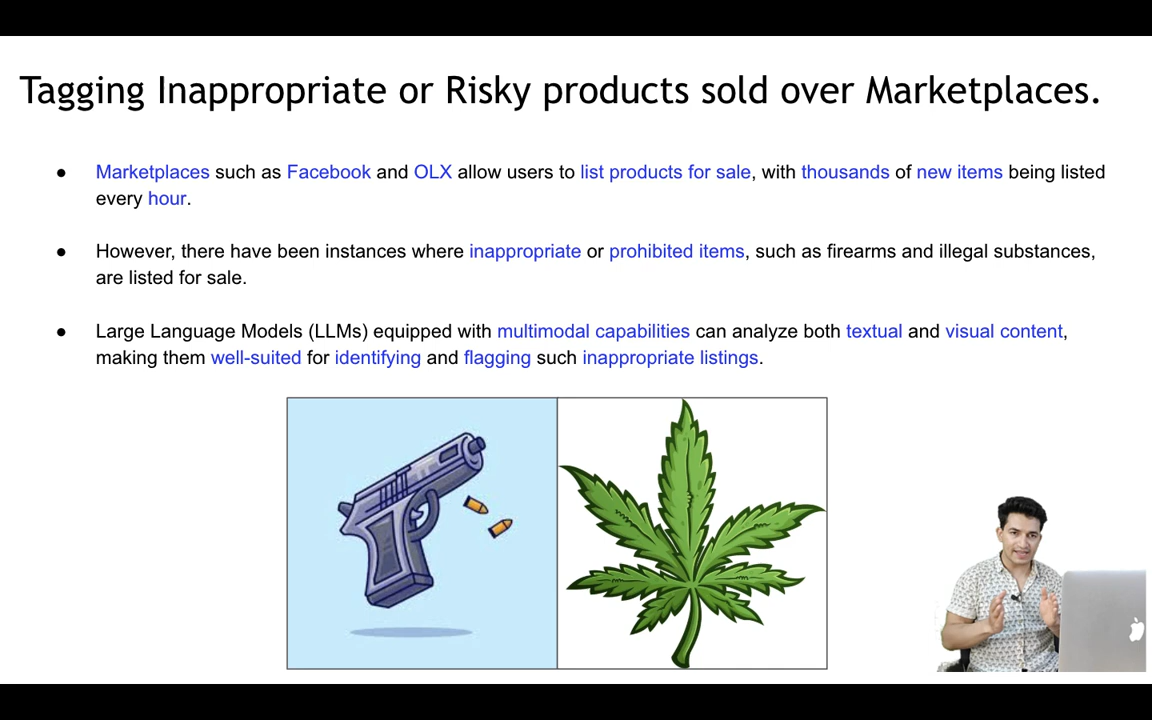 Tagging Inappropriate or Risky products sold over Marketplaces.
● Marketplaces such as Facebook and OLX allow users to list products for sale, with thousands of new items being listed
every hour.
● However, there have been instances where inappropriate or prohibited items, such as firearms and illegal substances,
are listed for sale.
● Large Language Models (LLMs) equipped with multimodal capabilities can analyze both textual and visual content,
making them well-suited for identifying and flagging such inappropriate listings.